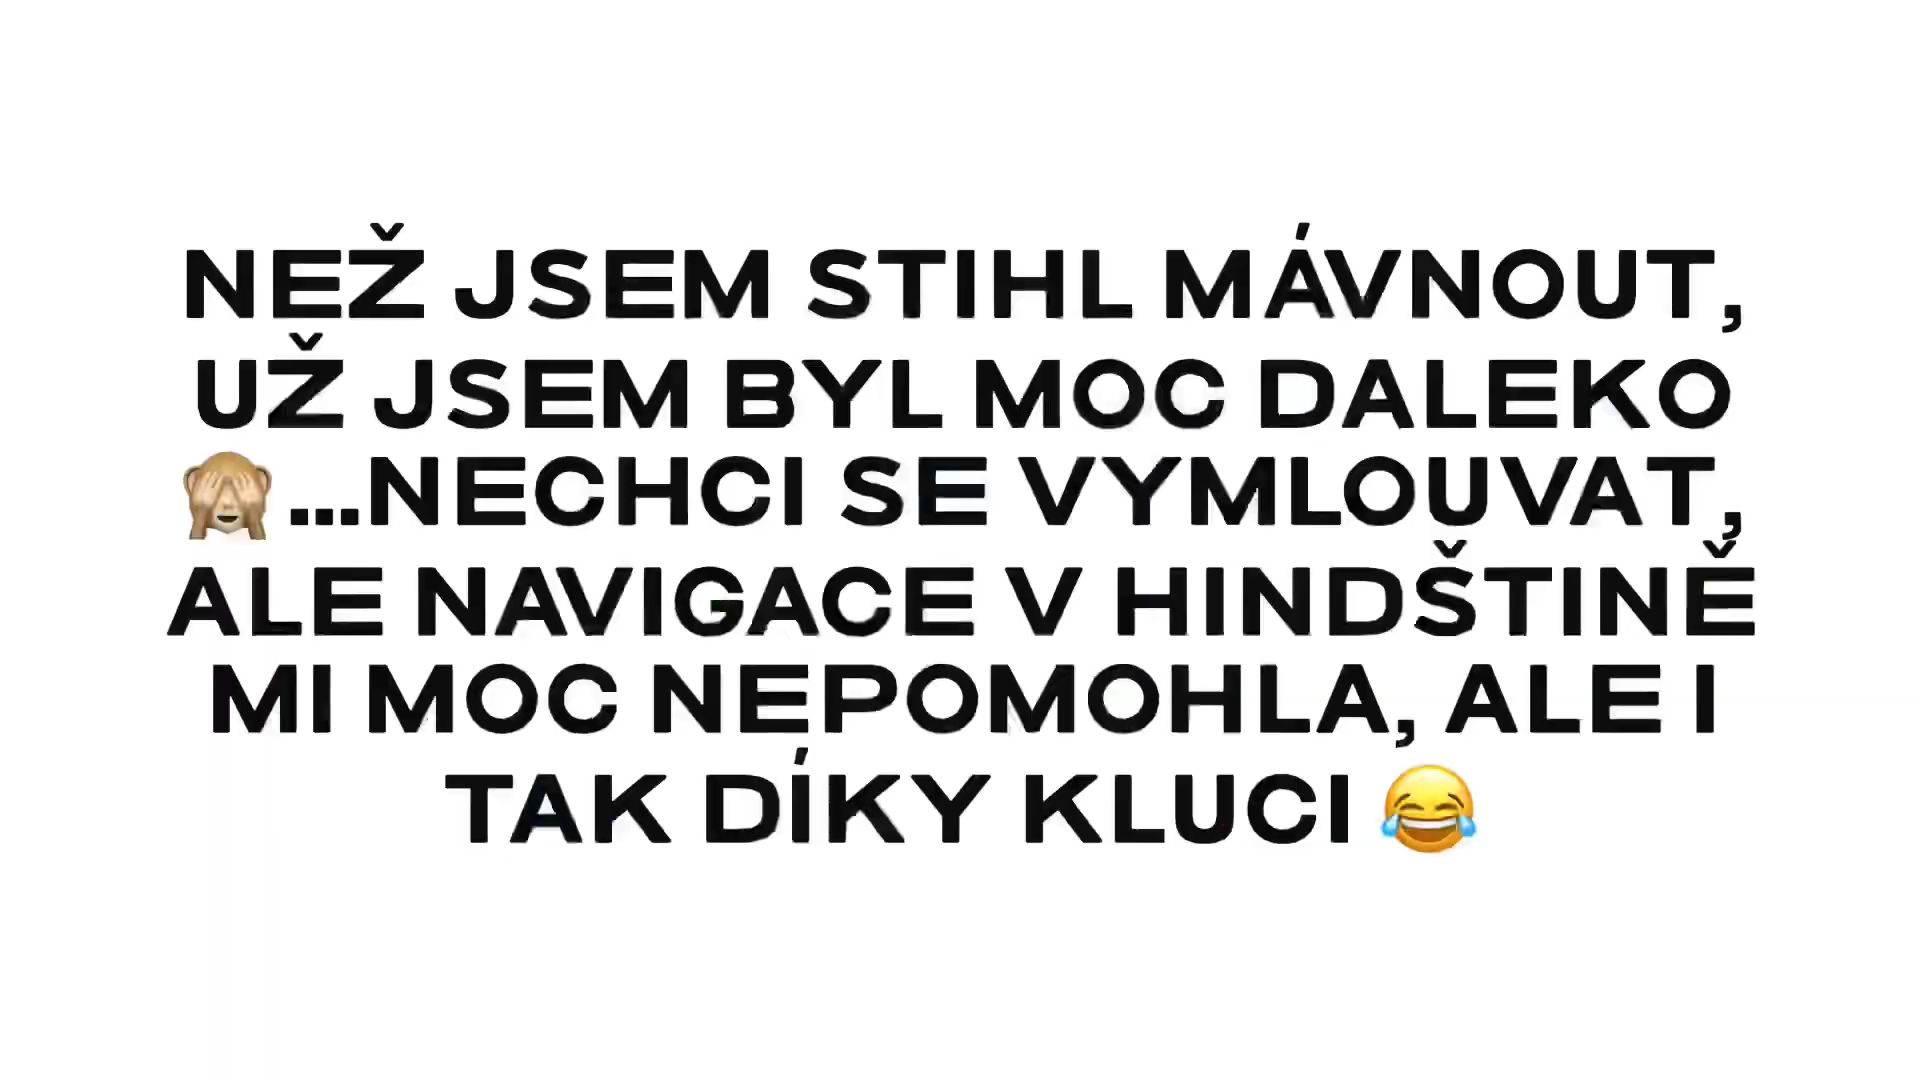 NEŽ JSEM STIHL MÁVNOUT,
UŽ JSEM BYL MOC DALEKO
🙈...NECHCI SE VYMLOUVAT,
ALE NAVIGACE V HINDŠTINĚ
MI MOC NEPOMOHLA, ALE I
TAK DÍKY KLUCI 😂